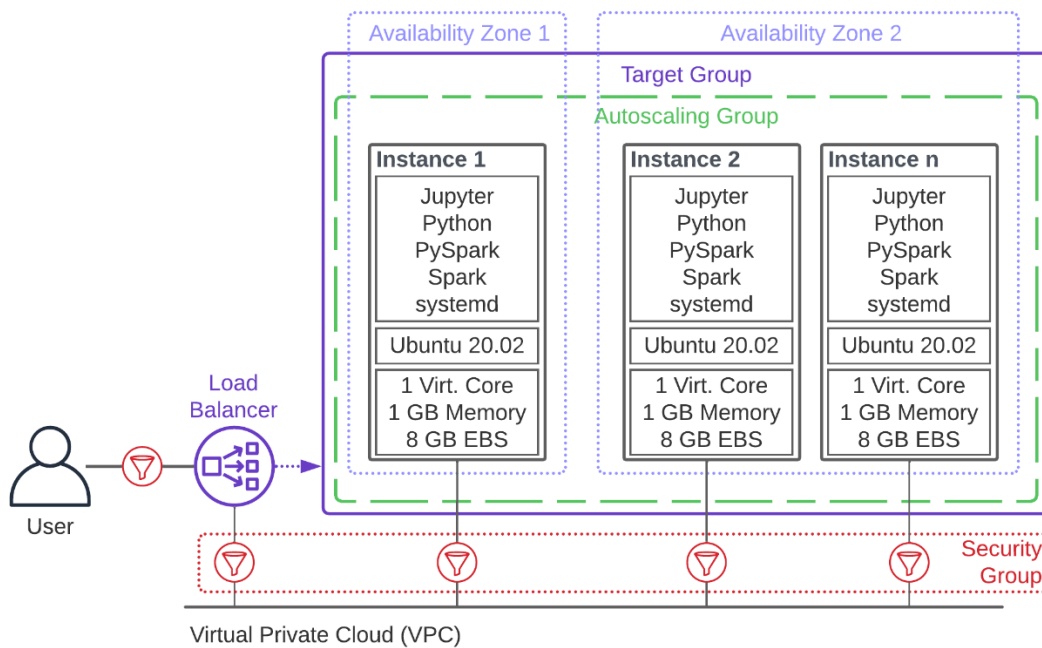 Availability Zone 1
Availability Zone 2
Target Group
Autoscaling Group
Instance 1
Jupyter
Python
PySpark
Spark
systemd
Ubuntu 20.02
1 Virt. Core
1 GB Memory
8 GB EBS
Instance 2
Jupyter
Python
PySpark
Spark
systemd
Ubuntu 20.02
1 Virt. Core
1 GB Memory
8 GB EBS
Instance n
Jupyter
Python
PySpark
Spark
systemd
Ubuntu 20.02
1 Virt. Core
1 GB Memory
8 GB EBS
Load
Balancer
User
Security
Group
Virtual Private Cloud (VPC)